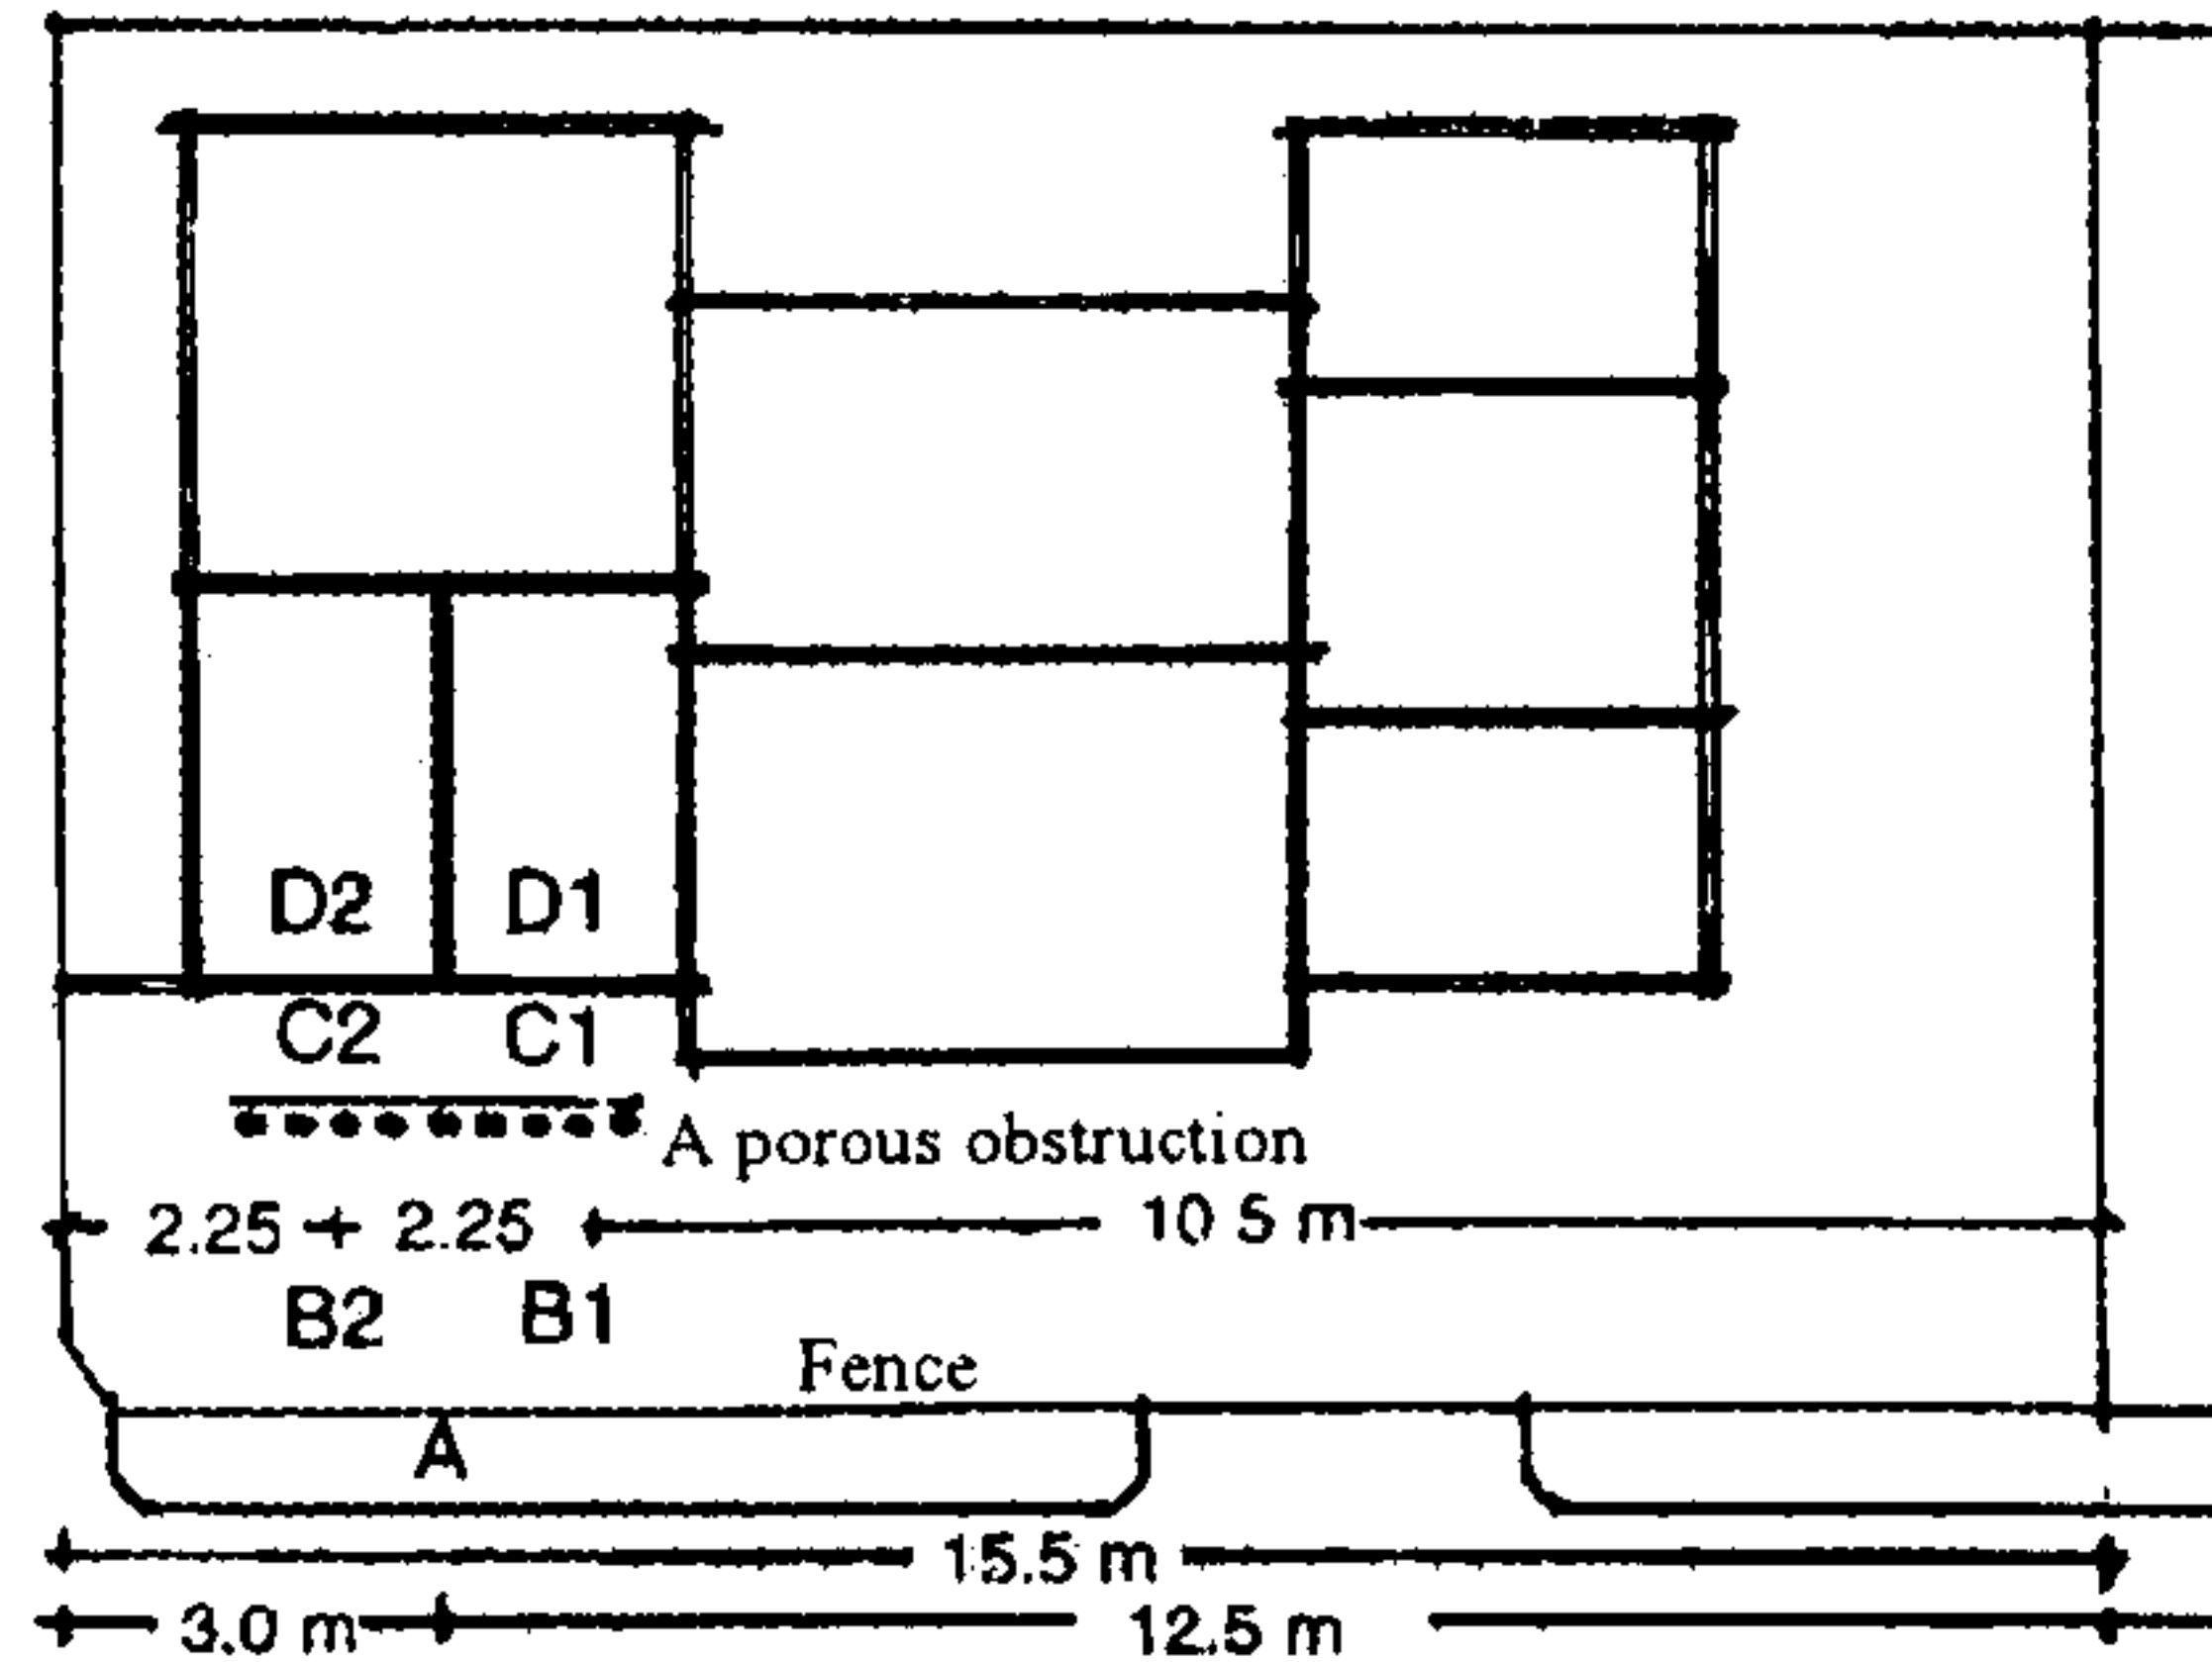 D2 D1
C2 C1
A porous obstruction
2.25 + 2.25 10 5 m
B2 B1
Fence
A
15.5 m
3.0 m 12.5 m